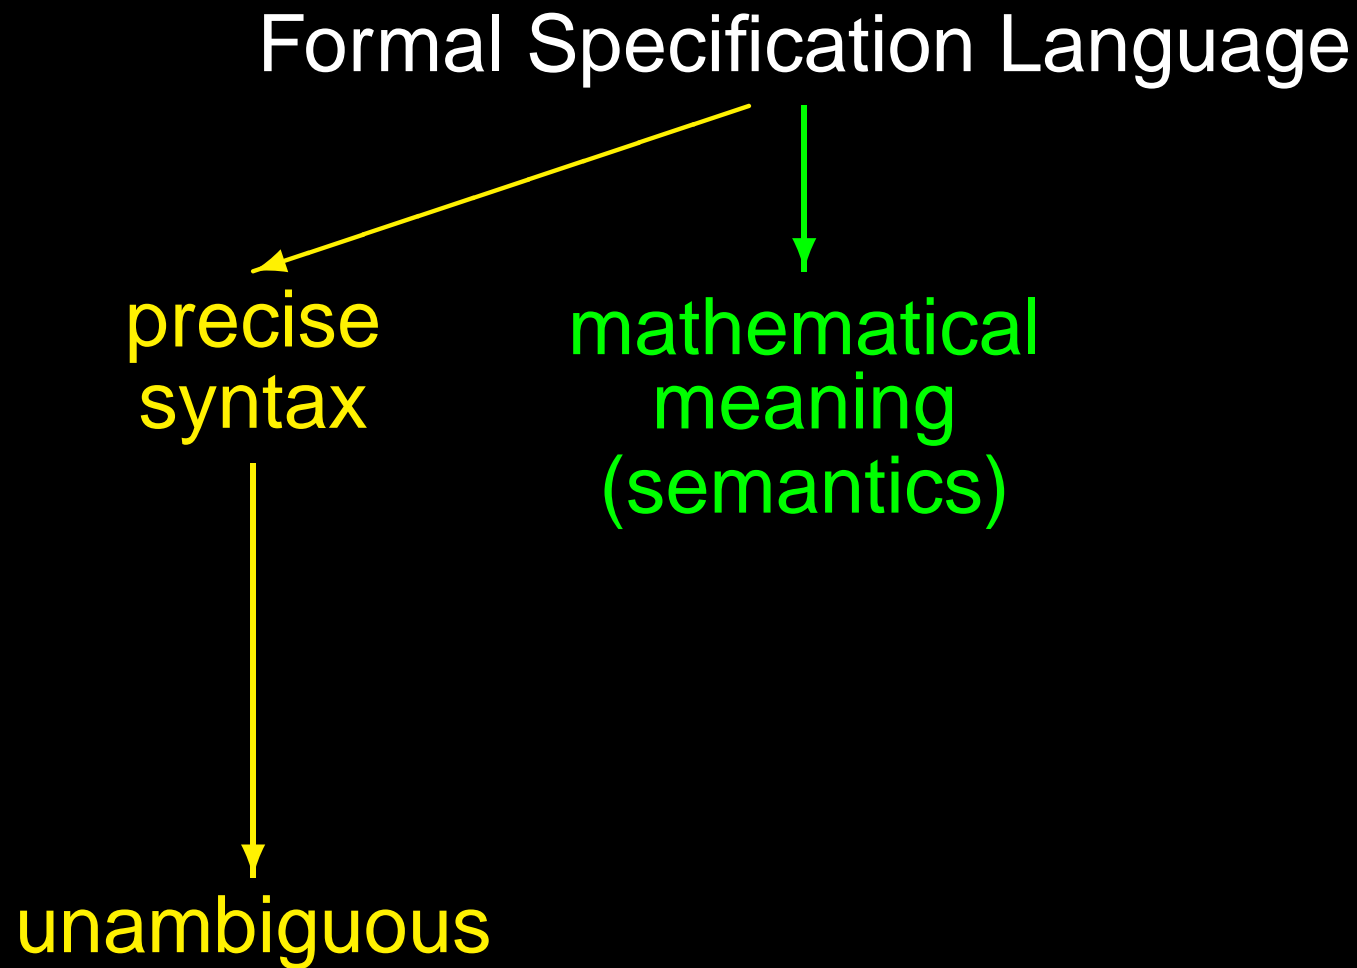 Formal Specification Language
precise
syntax
mathematical
meaning
(semantics)
unambiguous